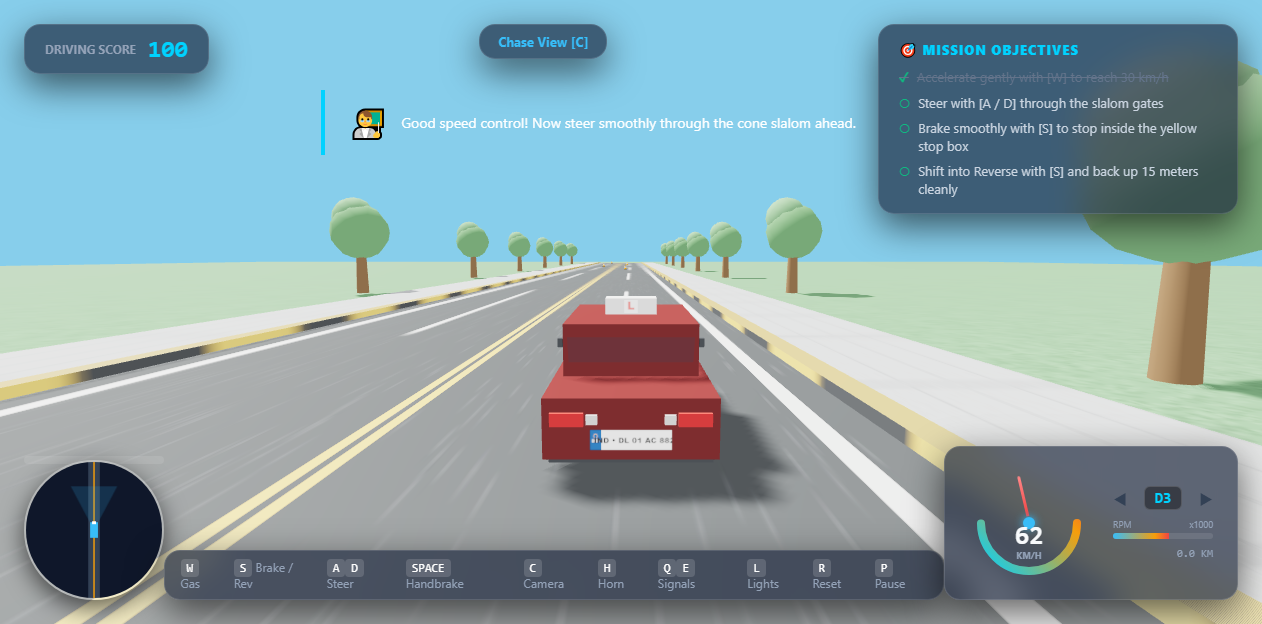 DRIVING SCORE 100
Chase View [C]
MISSION OBJECTIVES
Accelerate gently with [W] to reach 30 km/h
Steer with [A / D] through the slalom gates
Brake smoothly with [S] to stop inside the yellow
stop box
Shift into Reverse with [S] and back up 15 meters
cleanly
Good speed control! Now steer smoothly through the cone slalom ahead.
L
IND • DL 01 AC 882
D3
RPM x1000
62
KM/H
0.0 KM
W
Gas
S Brake /
Rev
A D
Steer
SPACE
Handbrake
C
Camera
H
Horn
Q E
Signals
L
Lights
R
Reset
P
Pause